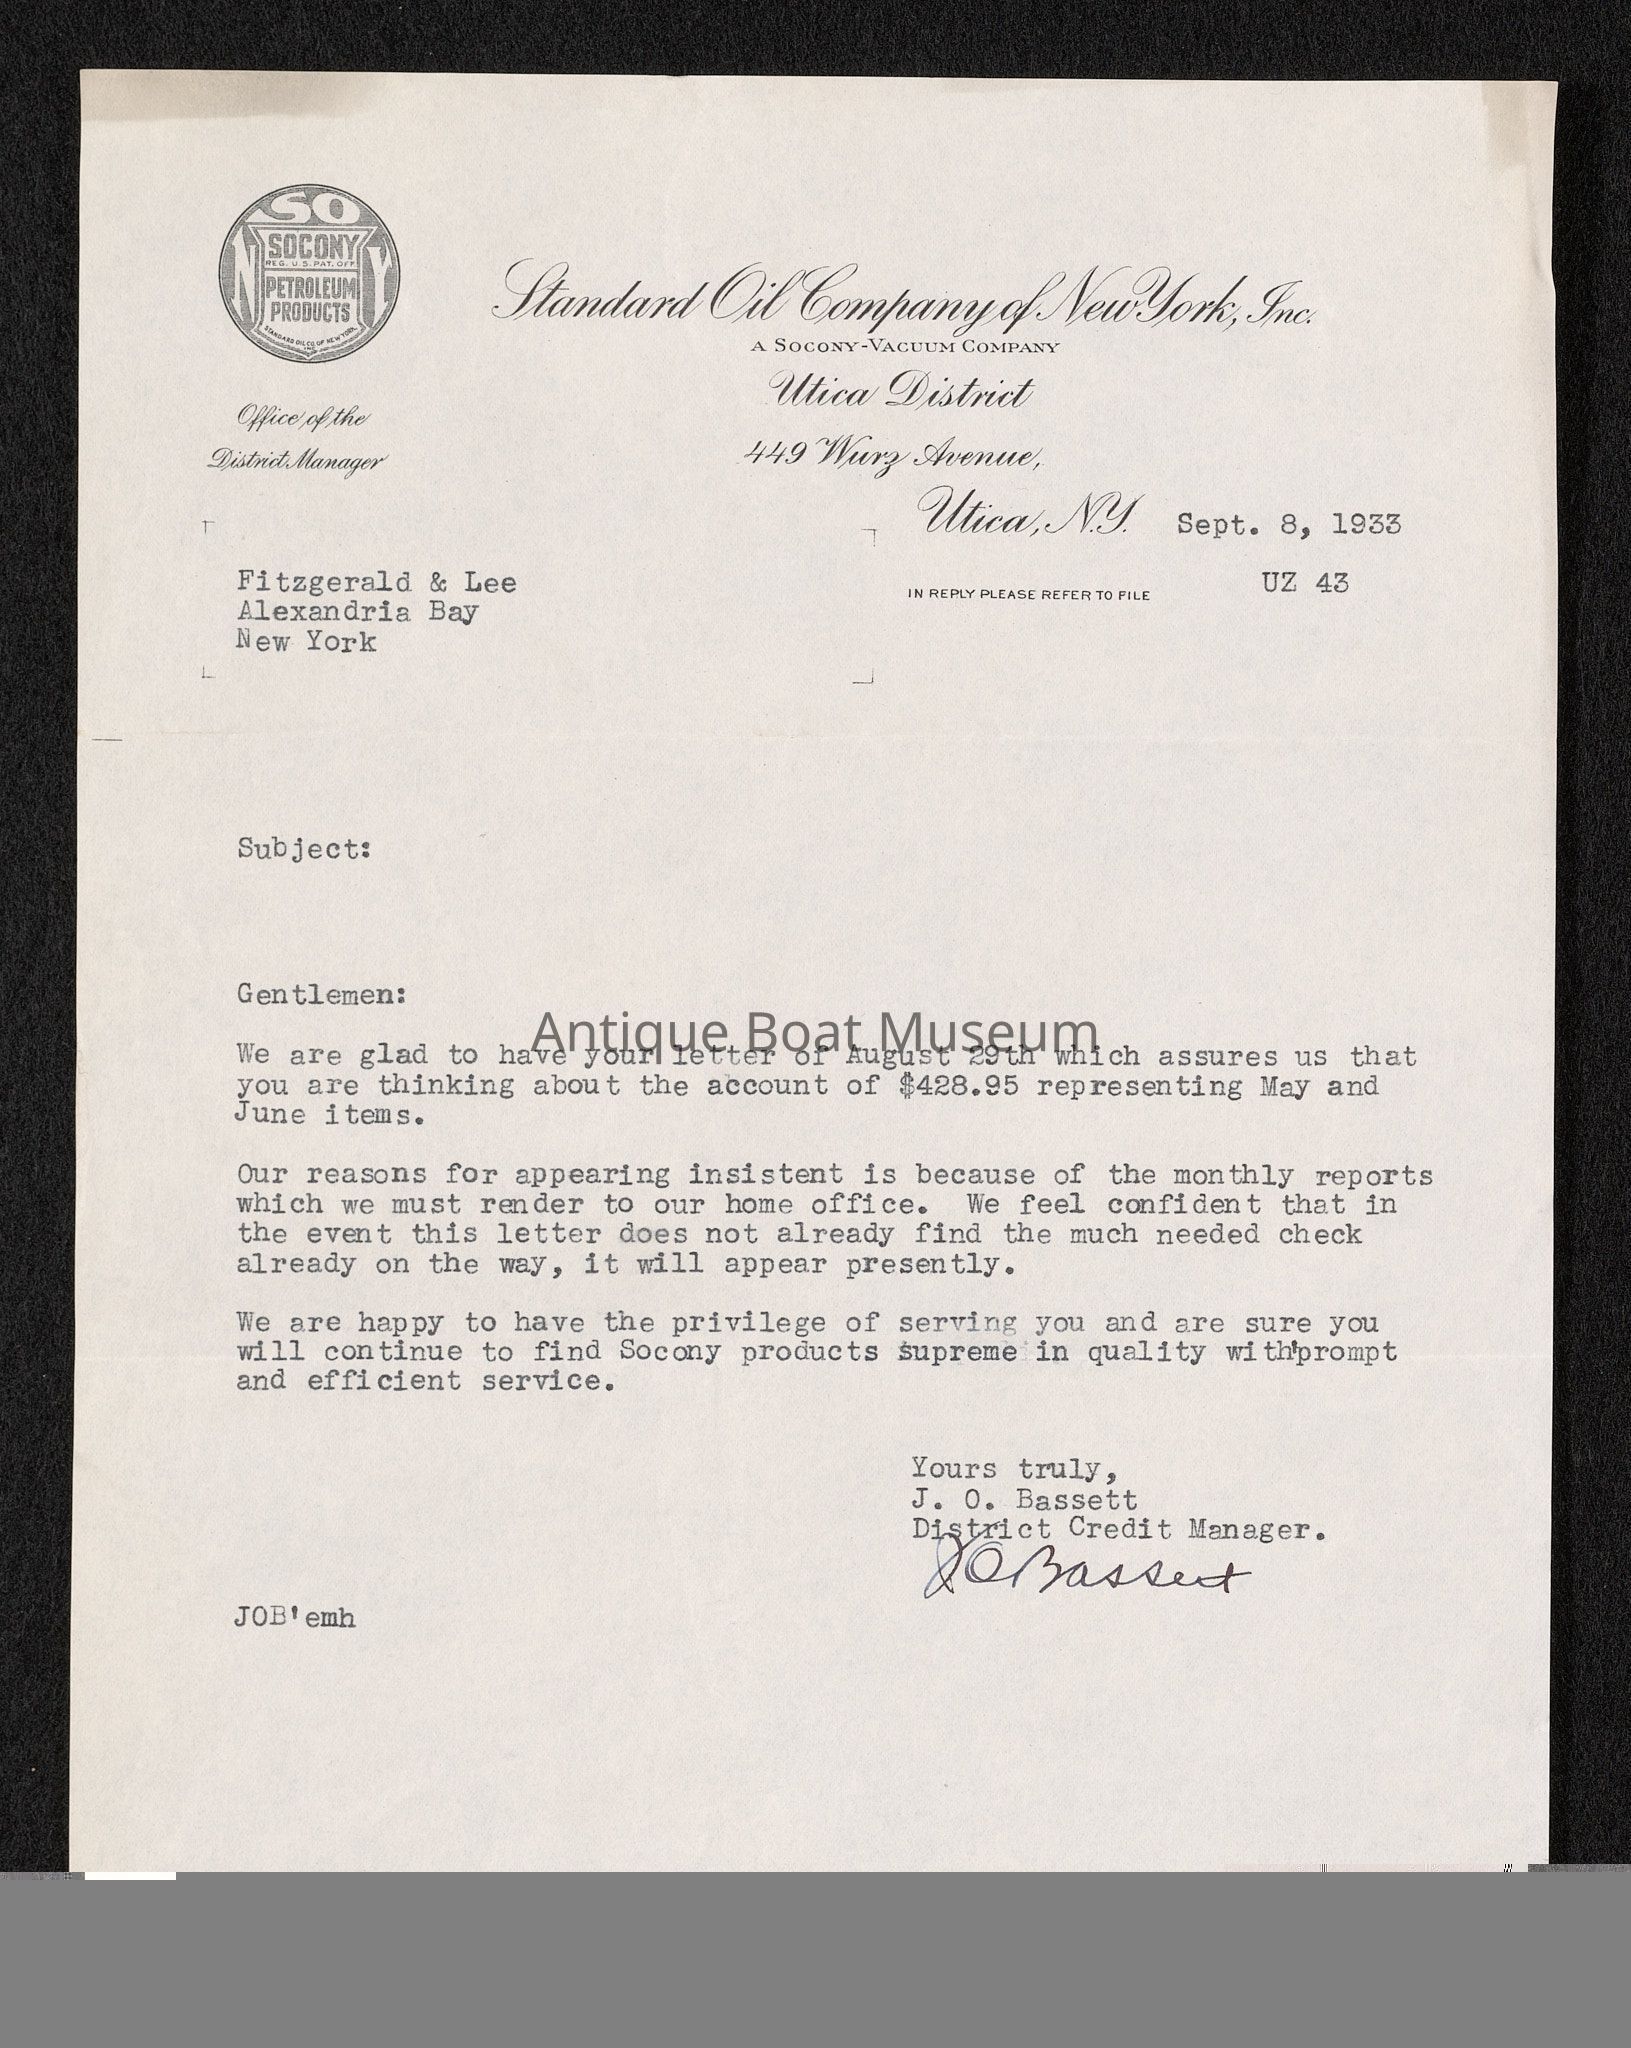 SO
N Y
SOCONY
REG. U.S. PAT. OFF.
PETROLEUM
PRODUCTS
STANDARD OIL CO. OF NEW YORK
INC.
Standard Oil Company of New York, Inc.
A Socony-Vacuum Company
Utica District
Office of the
District Manager
449 Wurz Avenue,
Utica, N.Y. Sept. 8, 1933
Fitzgerald & Lee
Alexandria Bay
New York
IN REPLY PLEASE REFER TO FILE UZ 43
Subject:
Gentlemen:
Antique Boat Museum
We are glad to have your letter of August 29th which assures us that
you are thinking about the account of $428.95 representing May and
June items.
Our reasons for appearing insistent is because of the monthly reports
which we must render to our home office. We feel confident that in
the event this letter does not already find the much needed check
already on the way, it will appear presently.
We are happy to have the privilege of serving you and are sure you
will continue to find Socony products supreme in quality with'prompt
and efficient service.
Yours truly,
J. O. Bassett
District Credit Manager.
J O Bassett
JOB'emh